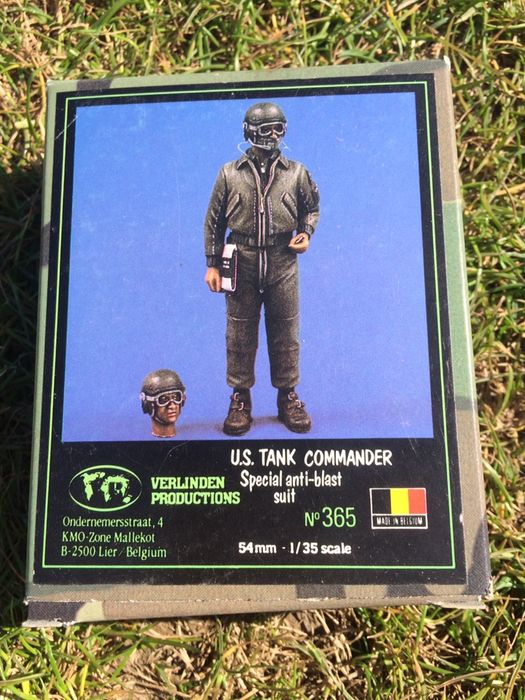 U.S. TANK COMMANDER
Special anti-blast
suit
No 365
VERLINDEN
PRODUCTIONS
Ondernemersstraat, 4
KMO-Zone Mallekot
B-2500 Lier / Belgium
MADE IN BELGIUM
54mm - 1/35 scale